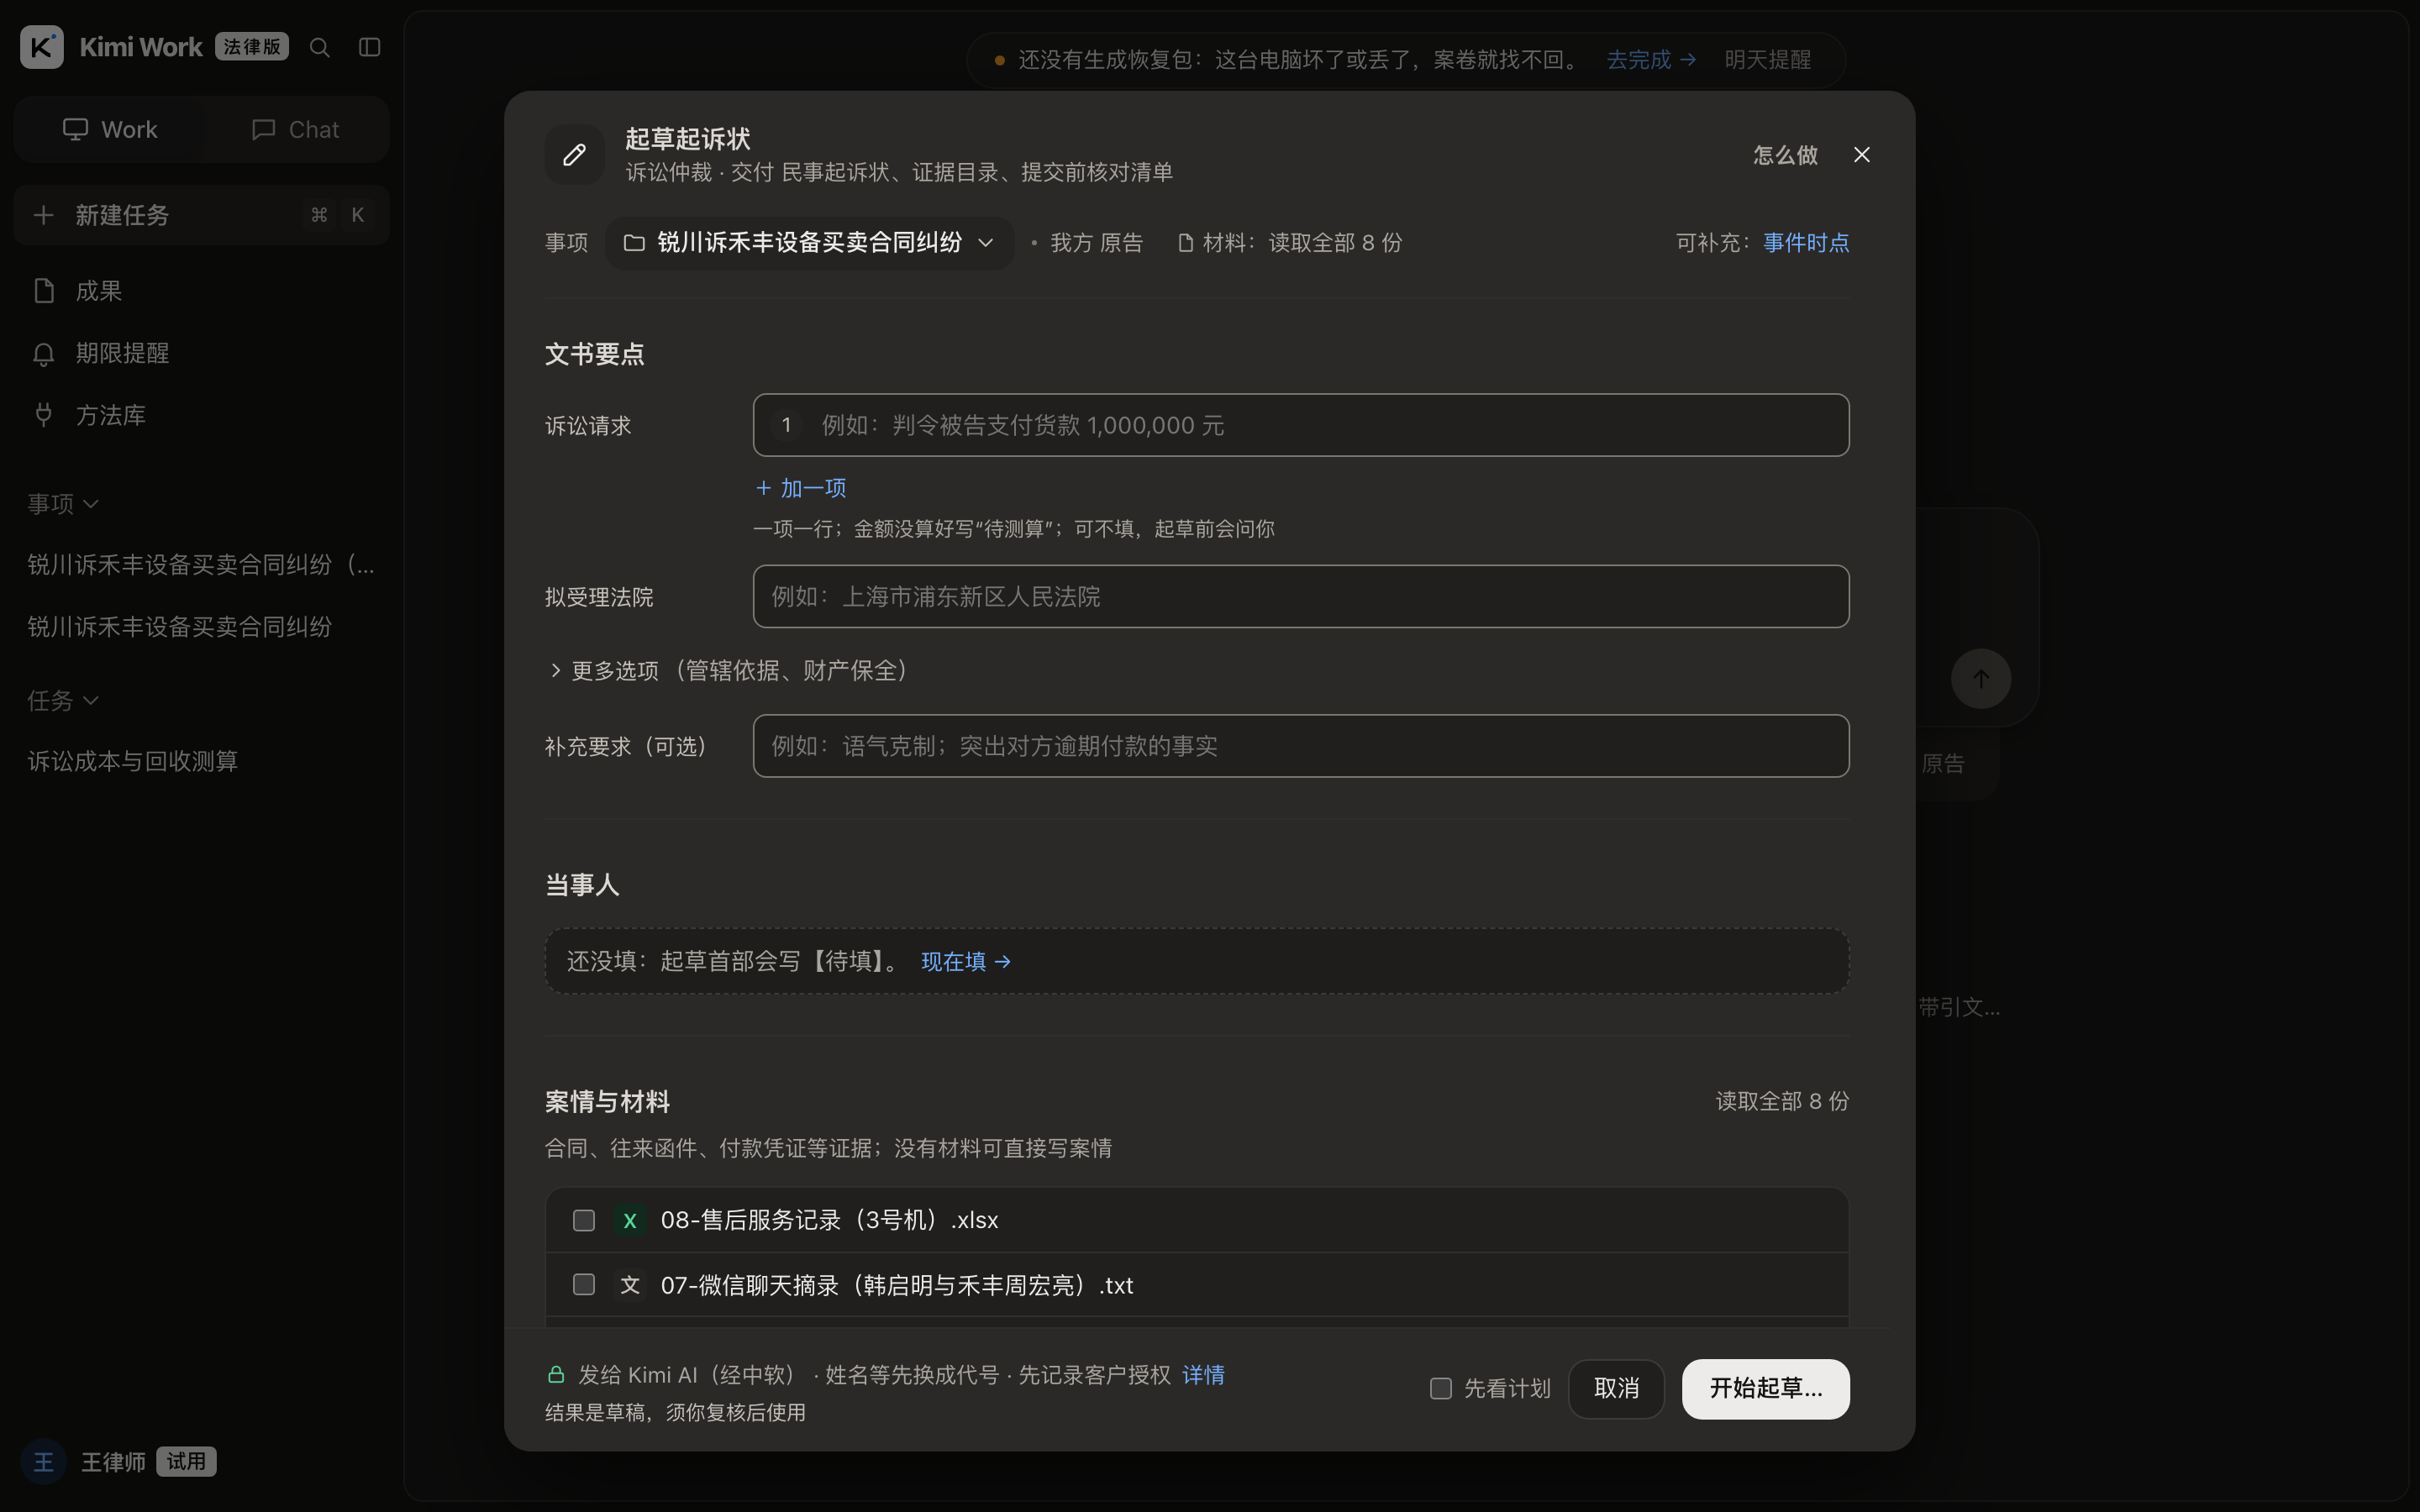 Kimi Work 法律版
Work
Chat
新建任务 ⌘ K
成果
期限提醒
方法库
事项
锐川诉禾丰设备买卖合同纠纷（...
锐川诉禾丰设备买卖合同纠纷
任务
诉讼成本与回收测算
王 王律师 试用
还没有生成恢复包：这台电脑坏了或丢了，案卷就找不回。 去完成 → 明天提醒
起草起诉状
诉讼仲裁 · 交付 民事起诉状、证据目录、提交前核对清单
怎么做
事项 锐川诉禾丰设备买卖合同纠纷 • 我方 原告 材料：读取全部 8 份 可补充：事件时点
文书要点
诉讼请求 1 例如：判令被告支付货款 1,000,000 元
+ 加一项
一项一行；金额没算好写“待测算”；可不填，起草前会问你
拟受理法院 例如：上海市浦东新区人民法院
更多选项（管辖依据、财产保全）
补充要求（可选） 例如：语气克制；突出对方逾期付款的事实
当事人
还没填：起草首部会写【待填】。 现在填 →
案情与材料 读取全部 8 份
合同、往来函件、付款凭证等证据；没有材料可直接写案情
X 08-售后服务记录（3号机）.xlsx
文 07-微信聊天摘录（韩启明与禾丰周宏亮）.txt
发给 Kimi AI（经中软） · 姓名等先换成代号 · 先记录客户授权 详情
结果是草稿，须你复核后使用
先看计划 取消 开始起草...
原告
带引文...